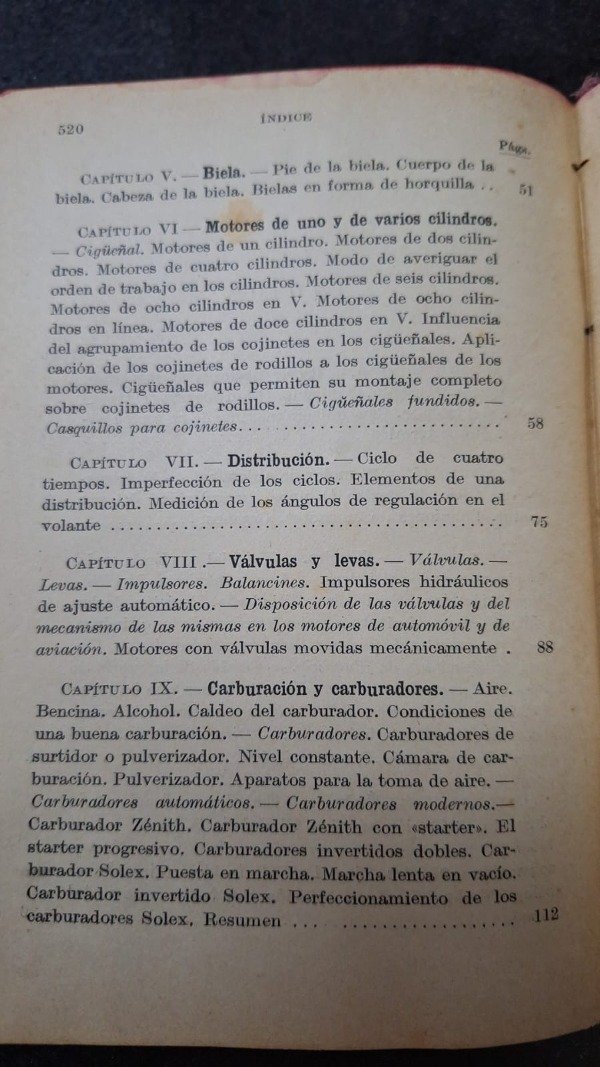 520
ÍNDICE
Págs.
CAPÍTULO V. — Biela. — Pie de la biela. Cuerpo de la
biela. Cabeza de la biela. Bielas en forma de horquilla .. 51
CAPÍTULO VI — Motores de uno y de varios cilindros.
— Cigüeñal. Motores de un cilindro. Motores de dos cilin-
dros. Motores de cuatro cilindros. Modo de averiguar el
orden de trabajo en los cilindros. Motores de seis cilindros.
Motores de ocho cilindros en V. Motores de ocho cilin-
dros en línea. Motores de doce cilindros en V. Influencia
del agrupamiento de los cojinetes en los cigüeñales. Apli-
cación de los cojinetes de rodillos a los cigüeñales de los
motores. Cigüeñales que permiten su montaje completo
sobre cojinetes de rodillos. — Cigüeñales fundidos. —
Casquillos para cojinetes................................ 58
CAPÍTULO VII. — Distribución. — Ciclo de cuatro
tiempos. Imperfección de los ciclos. Elementos de una
distribución. Medición de los ángulos de regulación en el
volante ................................................ 75
CAPÍTULO VIII .— Válvulas y levas. — Válvulas. —
Levas. — Impulsores. Balancines. Impulsores hidráulicos
de ajuste automático. — Disposición de las válvulas y del
mecanismo de las mismas en los motores de automóvil y de
aviación. Motores con válvulas movidas mecánicamente . 88
CAPÍTULO IX. — Carburación y carburadores. — Aire.
Bencina. Alcohol. Caldeo del carburador. Condiciones de
una buena carburación. — Carburadores. Carburadores de
surtidor o pulverizador. Nivel constante. Cámara de car-
buración. Pulverizador. Aparatos para la toma de aire. —
Carburadores automáticos. — Carburadores modernos.—
Carburador Zénith. Carburador Zénith con «starter». El
starter progresivo. Carburadores invertidos dobles. Car-
burador Solex. Puesta en marcha. Marcha lenta en vacío.
Carburador invertido Solex. Perfeccionamiento de los
carburadores Solex. Resumen ... .................. 112